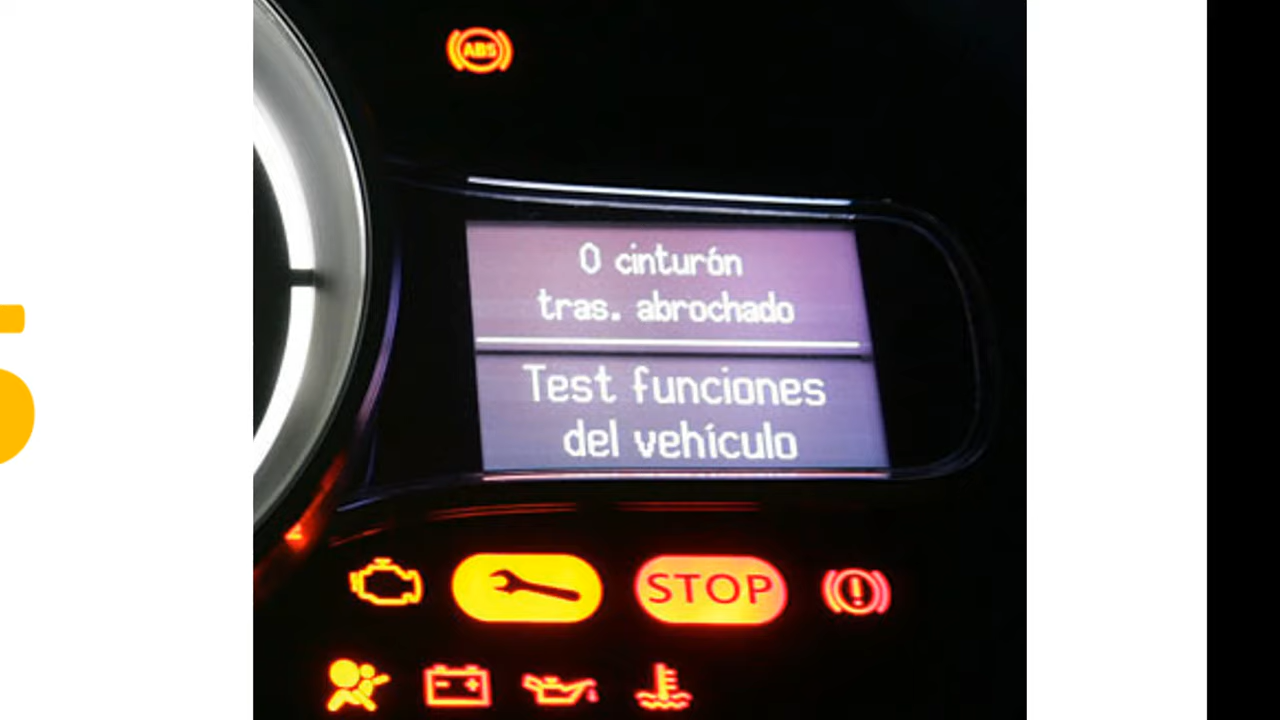 ABS
0 cinturón
tras. abrochado
Test funciones
del vehículo
STOP